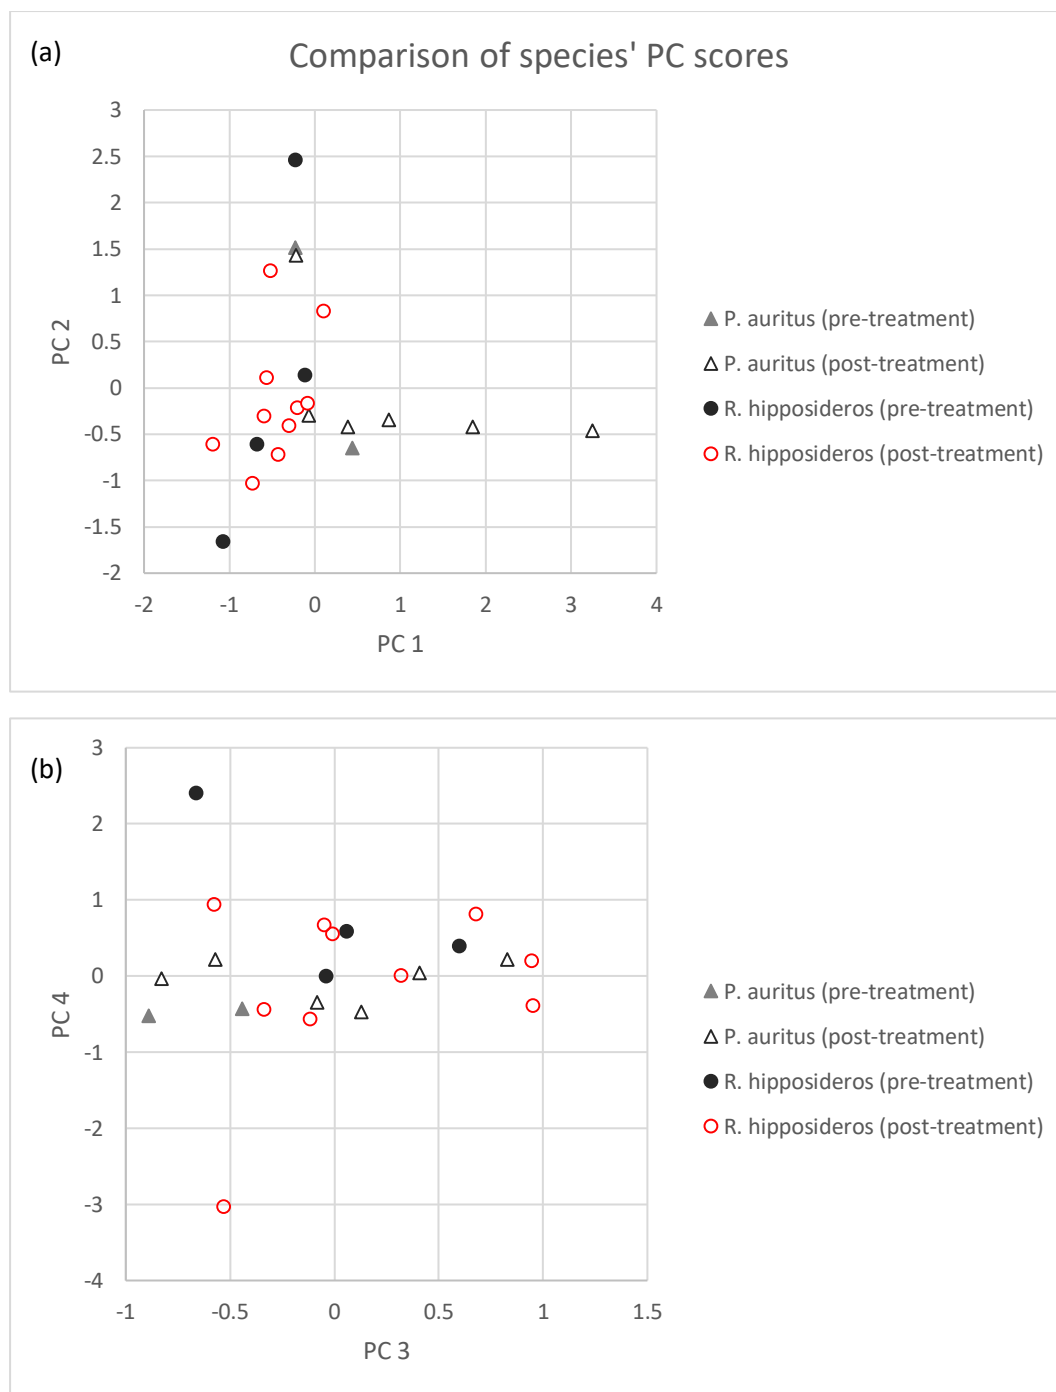 (a)
Comparison of species' PC scores
3
2.5
2
1.5
1
0.5
0
-0.5
-1
-1.5
-2
-2 -1 0 1 2 3 4
PC 2
PC 1
P. auritus (pre-treatment)
P. auritus (post-treatment)
R. hipposideros (pre-treatment)
R. hipposideros (post-treatment)
(b)
3
2
1
0
-1
-2
-3
-4
-1 -0.5 0 0.5 1 1.5
PC 4
PC 3
P. auritus (pre-treatment)
P. auritus (post-treatment)
R. hipposideros (pre-treatment)
R. hipposideros (post-treatment)